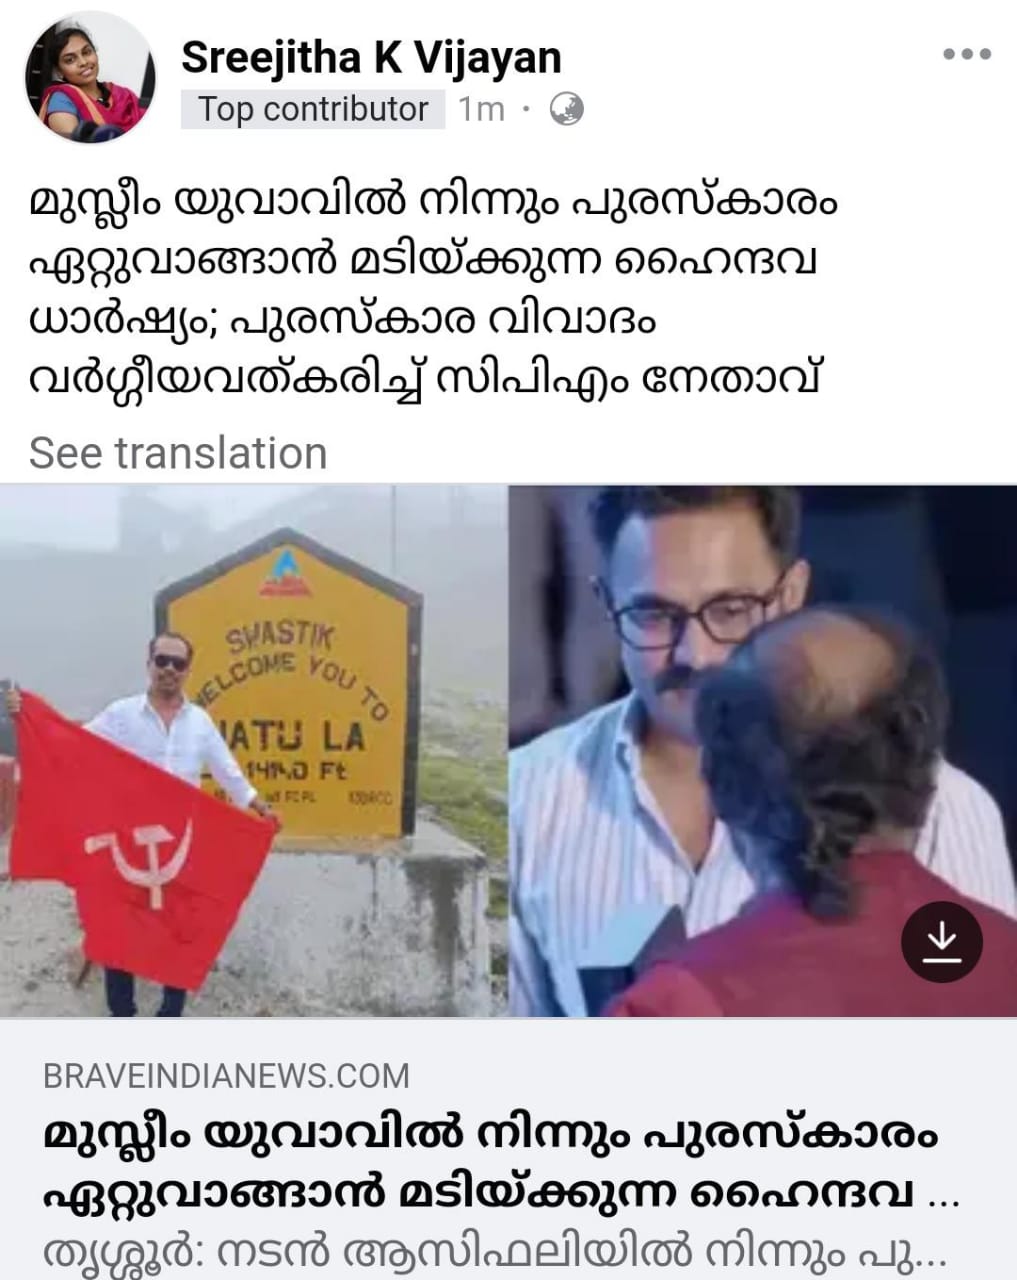 Sreejitha K Vijayan
Top contributor 1m ·
മുസ്ലീം യുവാവിൽ നിന്നും പുരസ്‌കാരം
ഏറ്റുവാങ്ങാൻ മടിയ്ക്കുന്ന ഹൈന്ദവ
ധാർഷ്ട്യം; പുരസ്‌കാര വിവാദം
വർഗ്ഗീയവത്കരിച്ച് സിപിഎം നേതാവ്
See translation
SWASTIK
WELCOME YOU TO
NATU LA
Ft
BRAVEINDIANEWS.COM
മുസ്ലീം യുവാവിൽ നിന്നും പുരസ്‌കാരം
ഏറ്റുവാങ്ങാൻ മടിയ്ക്കുന്ന ഹൈന്ദവ ...
തൃശ്ശൂർ: നടൻ ആസിഫലിയിൽ നിന്നും പു...